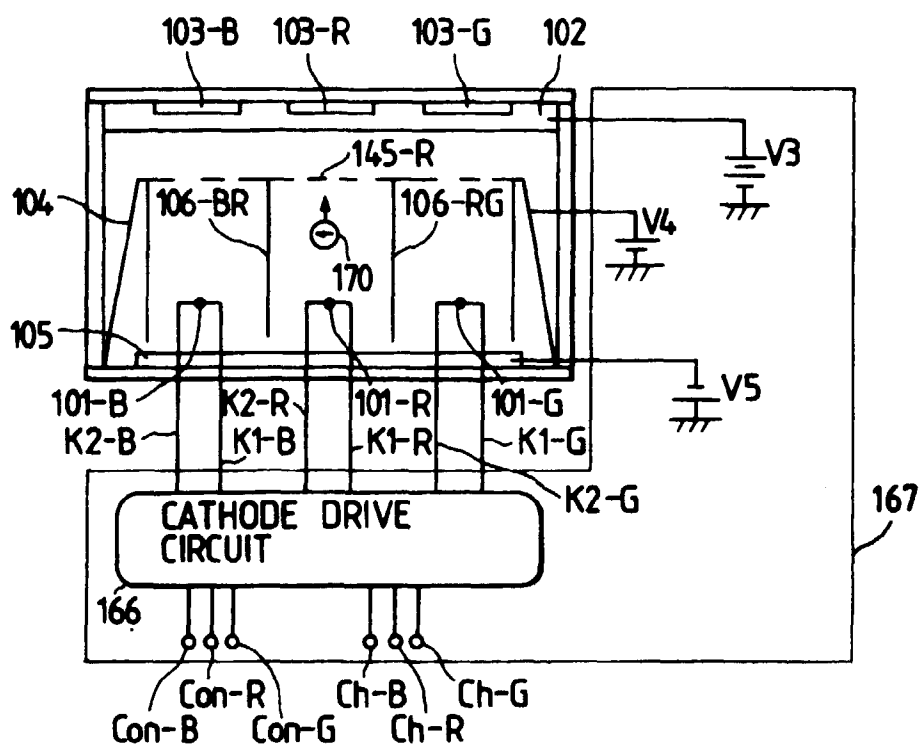 103-B 103-R 103-G 102
145-R
V3
104 106-BR 106-RG
V4
170
105
V5
101-B K2-R 101-R 101-G
K2-B K1-B K1-R K1-G
K2-G
CATHODE DRIVE
CIRCUIT
167
166
Con-R Ch-B Ch-G
Con-B Con-G Ch-R